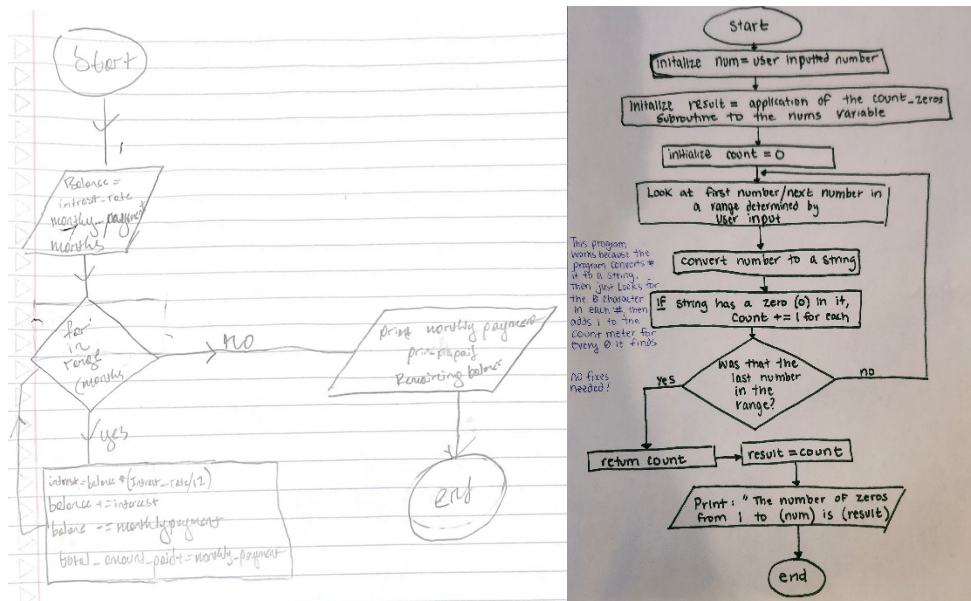 Start
Balance =
intrest_rate
monthly_payment
months
for
in
range
(months
NO
print monthly payment
Remaining balance
end
yes
interest=balance *(Intrest_rate/12)
balance += interest
balance -= monthly payment
total_amount_paid+= monthly_payment
start
initalize num= user inputted number
Initalize result = application of the count_zeros
subroutine to the nums variable
initialize count = 0
Look at first number/next number in
a range determined by
user input
convert number to a string
If string has a zero (0) in it,
Count += 1 for each
This program
works because the
program converts #
it to a string,
Then just looks for
the 0 character
in each #, then
adds 1 to the
count meter for
every 0 it finds
no fixes
needed!
Was that the
last number
in the
range?
yes
no
return count
result = count
Print: " The number of zeros
from 1 to (num) is (result)
end